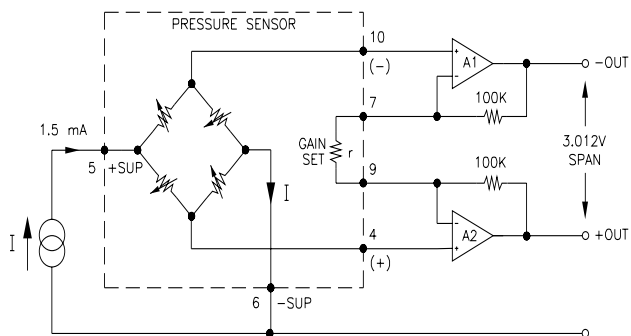 PRESSURE SENSOR
10
(-)
A1
+
-
-OUT
7
100K
1.5 mA
GAIN
SET
r
3.012V
SPAN
5
+SUP
9
100K
I
I
-
A2
+
+OUT
4
(+)
6
-SUP